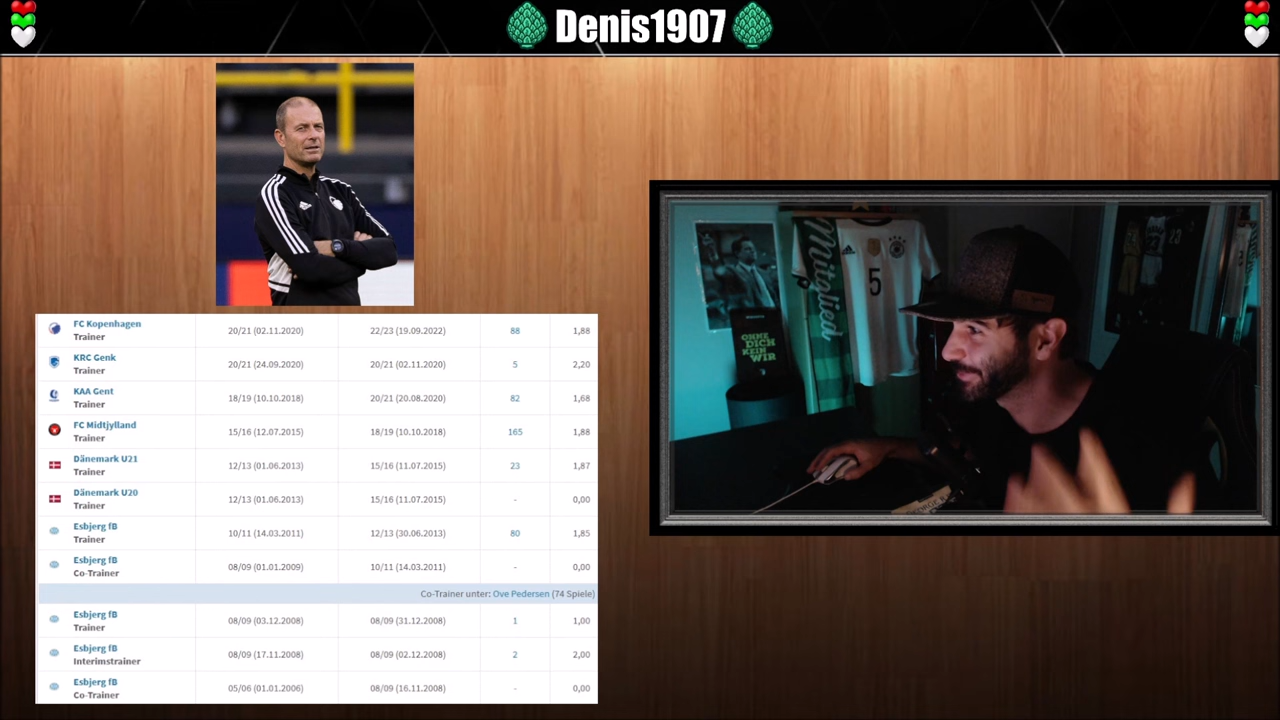 Denis1907
FC Kopenhagen
Trainer
20/21 (02.11.2020) 22/23 (19.09.2022) 88 1,88
KRC Genk
Trainer
20/21 (24.09.2020) 20/21 (02.11.2020) 5 2,20
KAA Gent
Trainer
18/19 (10.10.2018) 20/21 (20.08.2020) 82 1,68
FC Midtjylland
Trainer
15/16 (12.07.2015) 18/19 (10.10.2018) 165 1,88
Dänemark U21
Trainer
12/13 (01.06.2013) 15/16 (11.07.2015) 23 1,87
Dänemark U20
Trainer
12/13 (01.06.2013) 15/16 (11.07.2015) - 0,00
Esbjerg fB
Trainer
10/11 (14.03.2011) 12/13 (30.06.2013) 80 1,85
Esbjerg fB
Co-Trainer
08/09 (01.01.2009) 10/11 (14.03.2011) - 0,00
Co-Trainer unter: Ove Pedersen (74 Spiele)
Esbjerg fB
Trainer
08/09 (03.12.2008) 08/09 (31.12.2008) 1 1,00
Esbjerg fB
Interimstrainer
08/09 (17.11.2008) 08/09 (02.12.2008) 2 2,00
Esbjerg fB
Co-Trainer
05/06 (01.01.2006) 08/09 (16.11.2008) - 0,00
Mitglied
5
OHNE
DICH
KEIN
WIR
23